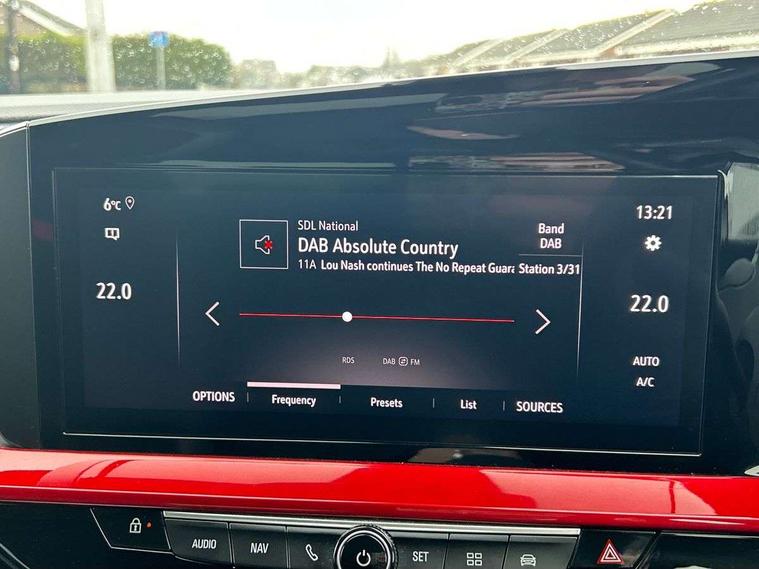 6°C
13:21
SDL National
DAB Absolute Country
11A Lou Nash continues The No Repeat Guara
Band
DAB
Station 3/31
22.0
22.0
RDS
DAB FM
AUTO
A/C
OPTIONS
Frequency
Presets
List
SOURCES
AUDIO
NAV
SET